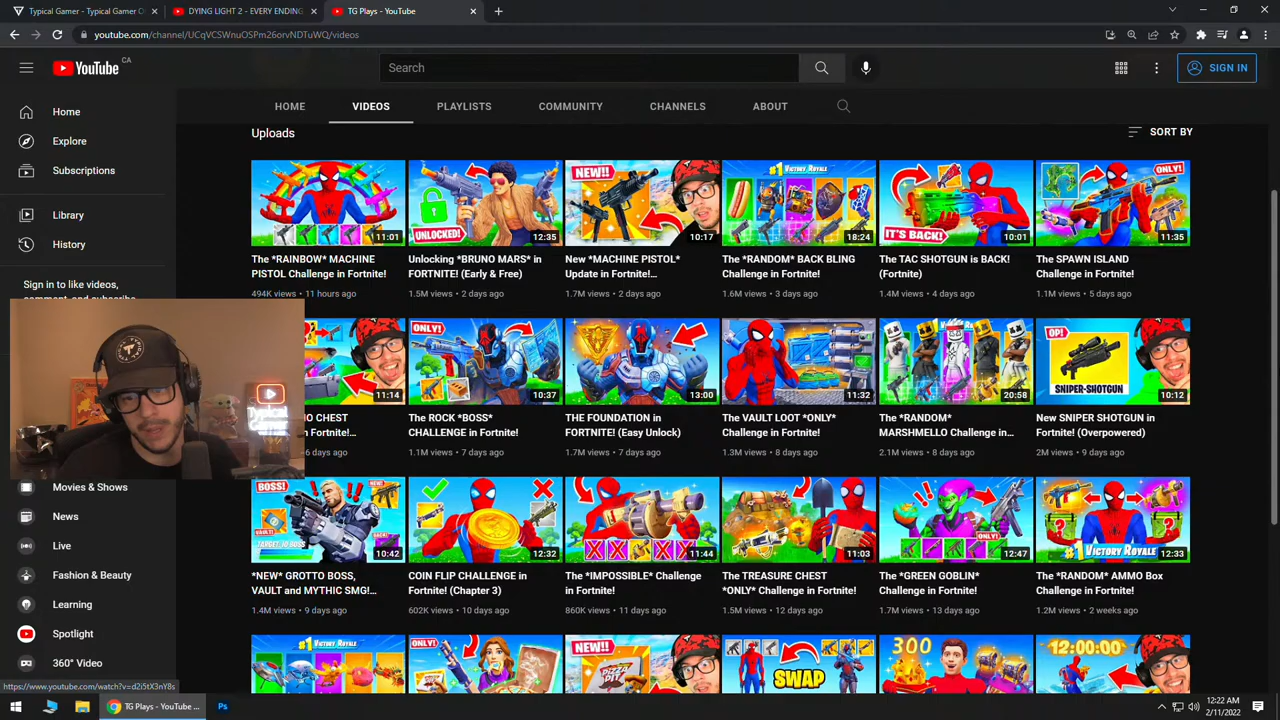 Typical Gamer - Typical Gamer
DYING LIGHT 2 - EVERY ENDING
TG Plays - YouTube
youtube.com/channel/UCqVCSWnuOSPm26orvNDTuWQ/videos
YouTube CA
Search
SIGN IN
HOME VIDEOS PLAYLISTS COMMUNITY CHANNELS ABOUT
Home
Explore
Subscriptions
Library
History
Sign in to like videos,
Uploads
SORT BY
11:01
UNLOCKED!
12:35
NEW!!
10:17
#1 VICTORY ROYALE
18:24
IT'S BACK!
10:01
ONLY!
11:35
The *RAINBOW* MACHINE
PISTOL Challenge in Fortnite!
494K views • 11 hours ago
Unlocking *BRUNO MARS* in
FORTNITE! (Early & Free)
1.5M views • 2 days ago
New *MACHINE PISTOL*
Update in Fortnite!...
1.7M views • 2 days ago
The *RANDOM* BACK BLING
Challenge in Fortnite!
1.6M views • 3 days ago
The TAC SHOTGUN is BACK!
(Fortnite)
1.4M views • 4 days ago
The SPAWN ISLAND
Challenge in Fortnite!
1.1M views • 5 days ago
11:14
ONLY!
10:37
13:00
11:32
20:58
OP!
SNIPER-SHOTGUN
10:12
O CHEST
in Fortnite!...
6 days ago
The ROCK *BOSS*
CHALLENGE in Fortnite!
1.1M views • 7 days ago
THE FOUNDATION in
FORTNITE! (Easy Unlock)
1.7M views • 7 days ago
The VAULT LOOT *ONLY*
Challenge in Fortnite!
1.3M views • 8 days ago
The *RANDOM*
MARSHMELLO Challenge in...
2.1M views • 8 days ago
New SNIPER SHOTGUN in
Fortnite! (Overpowered)
2M views • 9 days ago
Typical
Movies & Shows
News
Live
Fashion & Beauty
Learning
Spotlight
360° Video
BOSS!
VAULT
10:42
12:32
11:44
11:03
ONLY!
12:47
#1 VICTORY ROYALE
12:33
*NEW* GROTTO BOSS,
VAULT and MYTHIC SMG!...
1.4M views • 9 days ago
COIN FLIP CHALLENGE in
Fortnite! (Chapter 3)
602K views • 10 days ago
The *IMPOSSIBLE* Challenge
in Fortnite!
860K views • 11 days ago
The TREASURE CHEST
*ONLY* Challenge in Fortnite!
1.5M views • 12 days ago
The *GREEN GOBLIN*
Challenge in Fortnite!
1.7M views • 13 days ago
The *RANDOM* AMMO Box
Challenge in Fortnite!
1.2M views • 2 weeks ago
#1 VICTORY ROYALE
ONLY!
NEW!!
SWAP
300
12:00:00
https://www.youtube.com/watch?v=d2i5tX3nY8s
TG Plays - YouTube ...
Ps
12:22 AM
2/11/2022